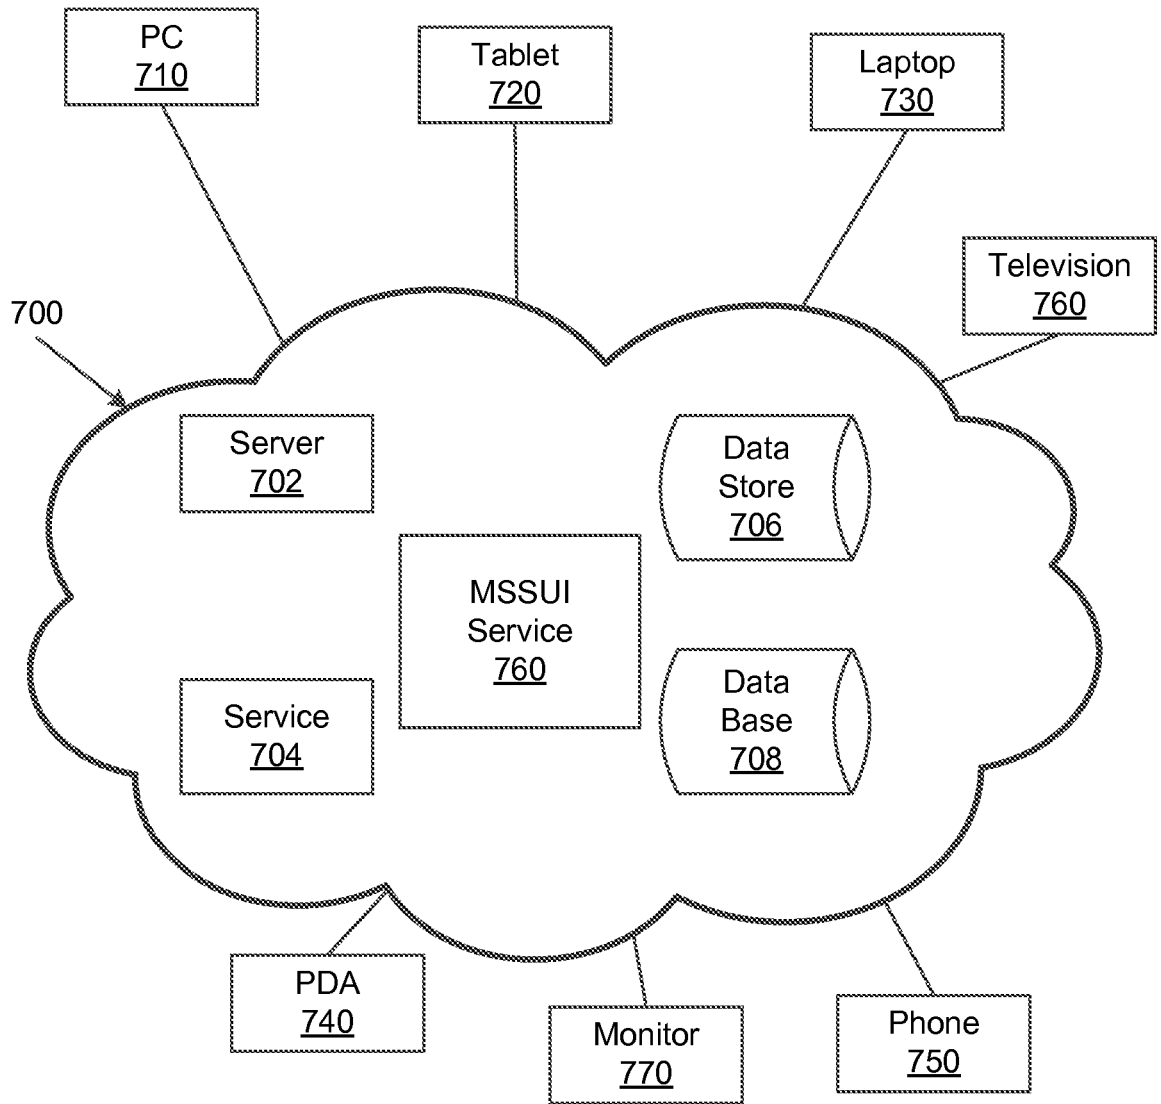 PC
710
Tablet
720
Laptop
730
Television
760
700
Server
702
Data
Store
706
MSSUI
Service
760
Service
704
Data
Base
708
PDA
740
Monitor
770
Phone
750